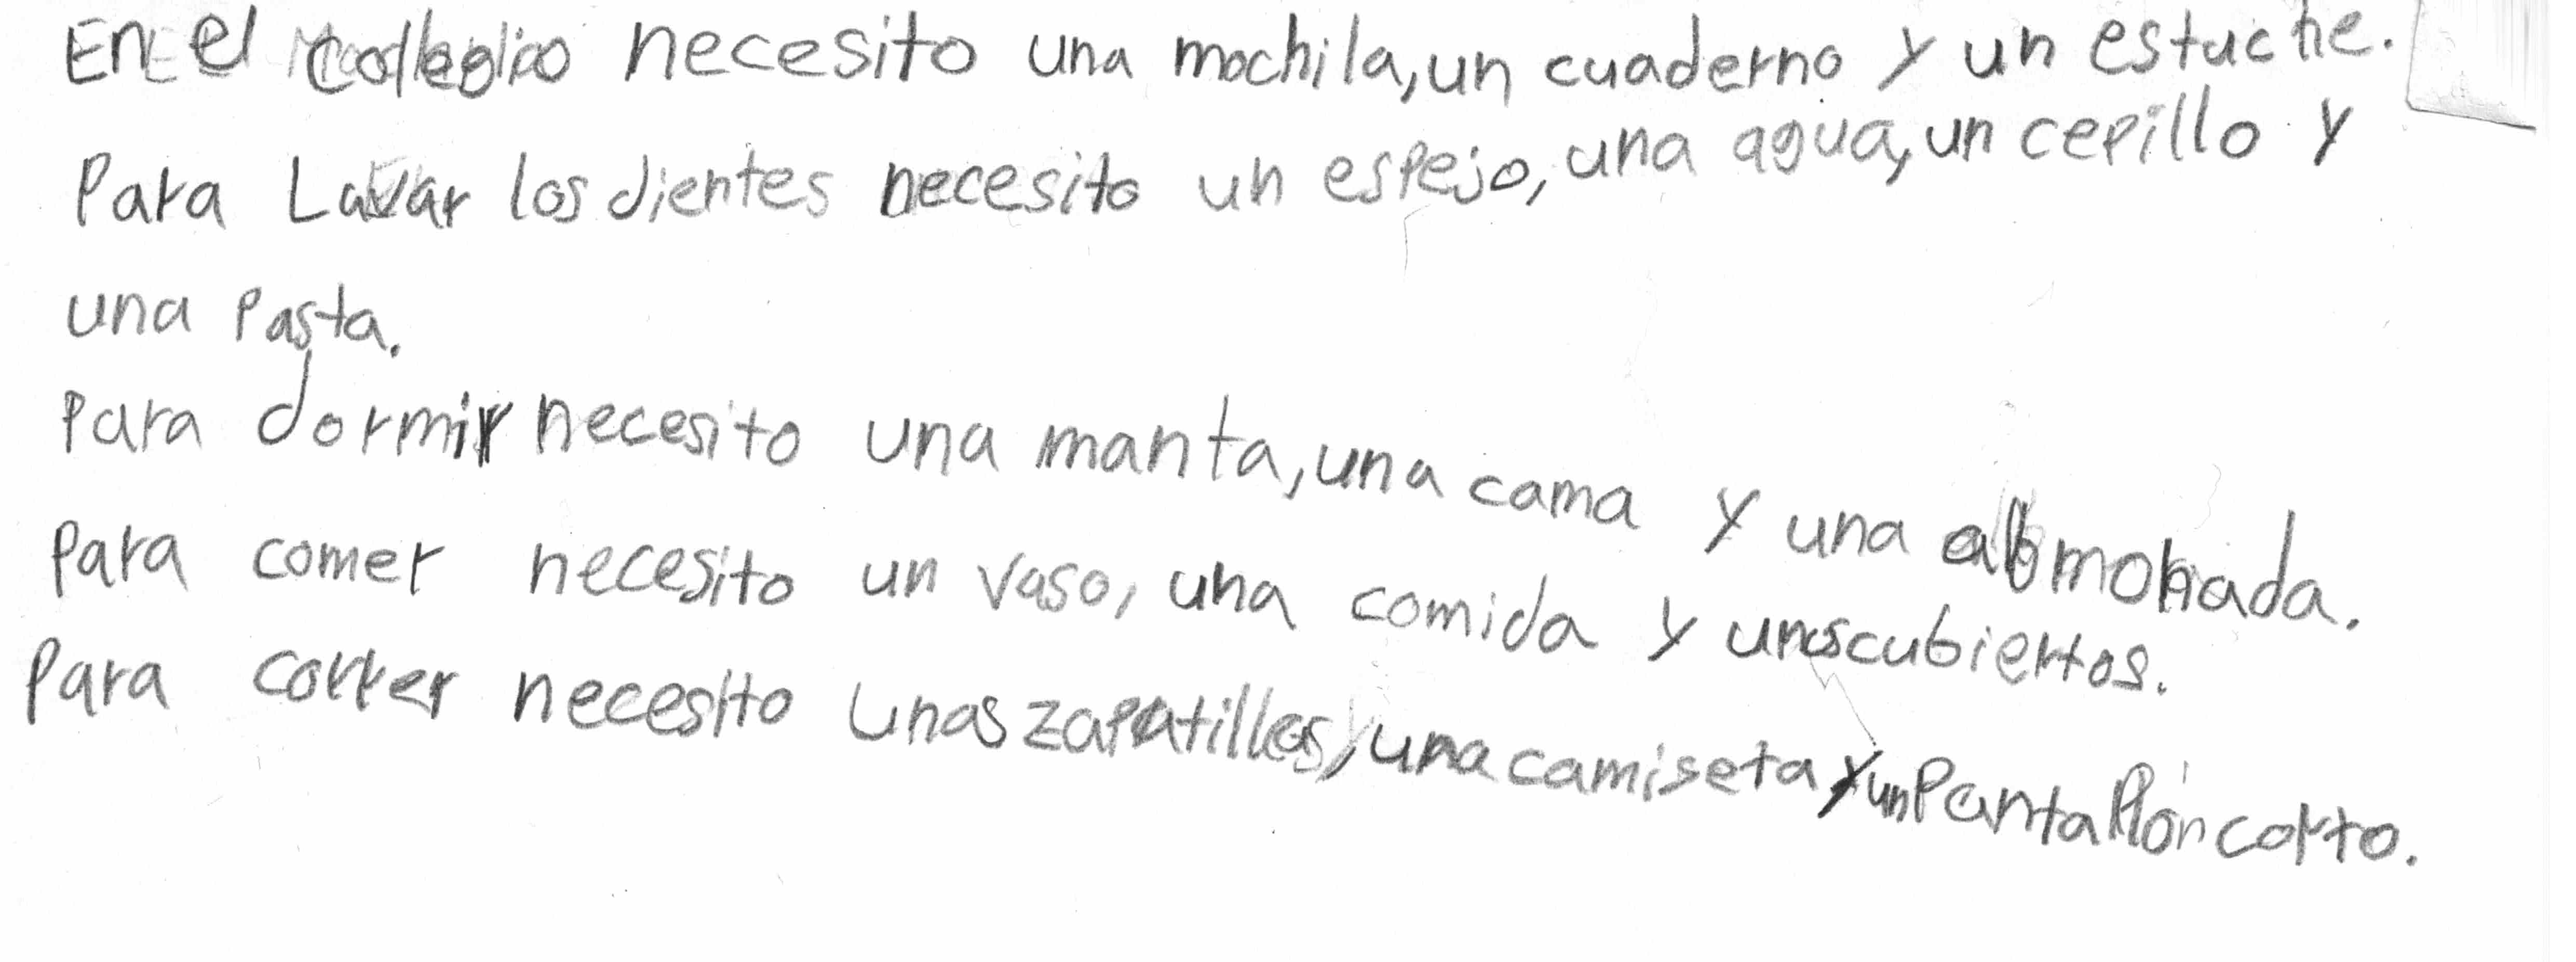 En el colegio necesito una mochila, un cuaderno y un estuche.
Para Lavar los dientes necesito un espejo, una agua, un cepillo y
una pasta.
Para dormir necesito una manta, una cama y una almohada.
Para comer necesito un vaso, una comida y unos cubiertos.
Para correr necesito unas zapatillas, una camiseta y un Pantalón corto.